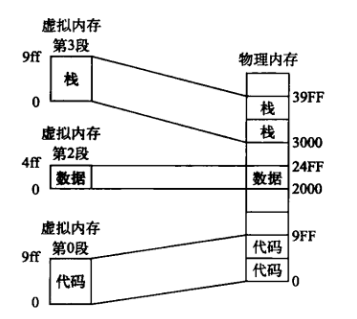 虚拟内存
第3段
9ff
栈
0
虚拟内存
第2段
4ff
数据
0
虚拟内存
第0段
9ff
代码
0
物理内存
39FF
栈
栈
3000
24FF
数据
2000
9FF
代码
代码
0